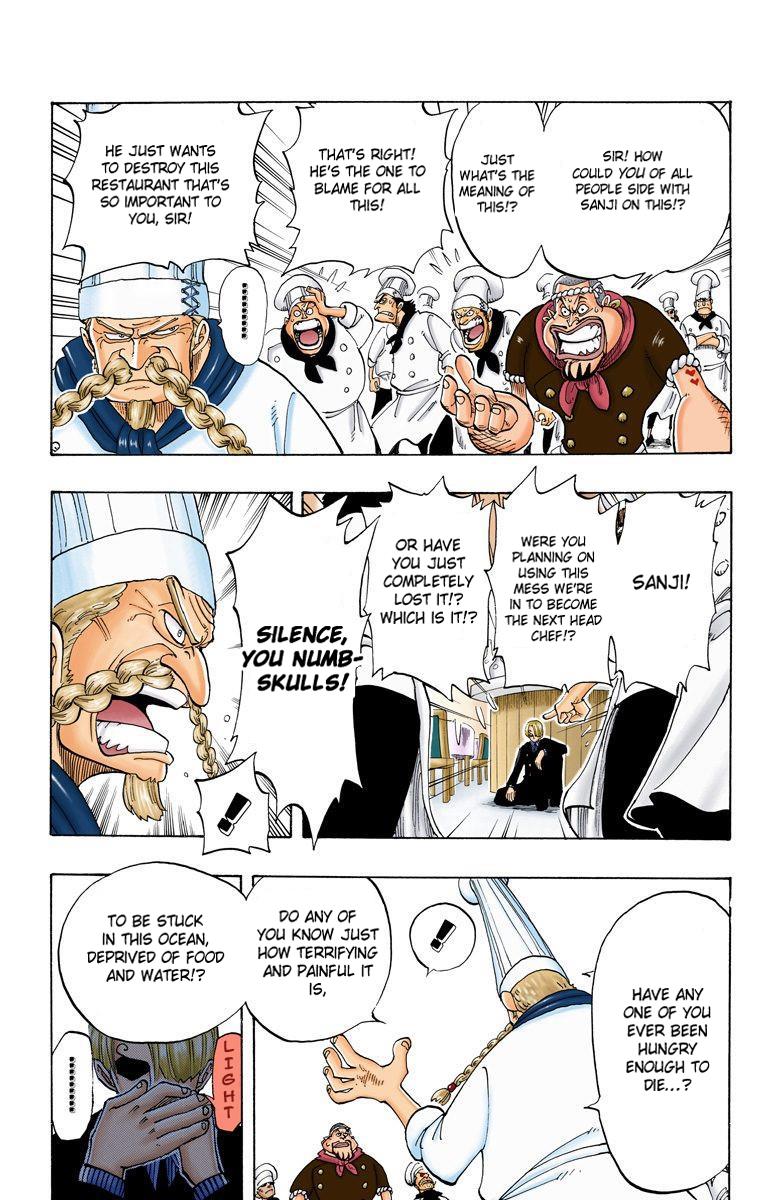 SIR! HOW
COULD YOU OF ALL
PEOPLE SIDE WITH
SANJI ON THIS!?
JUST
WHAT'S THE
MEANING OF
THIS!?
THAT'S RIGHT!
HE'S THE ONE TO
BLAME FOR ALL
THIS!
HE JUST WANTS
TO DESTROY THIS
RESTAURANT THAT'S
SO IMPORTANT TO
YOU, SIR!
..........
SANJI!
WERE YOU
PLANNING ON
USING THIS
MESS WE'RE
IN TO BECOME
THE NEXT HEAD
CHEF!?
OR HAVE
YOU JUST
COMPLETELY
LOST IT!?
WHICH IS IT!?
SILENCE,
YOU NUMB-
SKULLS!
!
HAVE ANY
ONE OF YOU
EVER BEEN
HUNGRY
ENOUGH TO
DIE...?
!
DO ANY OF
YOU KNOW JUST
HOW TERRIFYING
AND PAINFUL IT
IS,
TO BE STUCK
IN THIS OCEAN,
DEPRIVED OF FOOD
AND WATER!?
LIGHT
..........